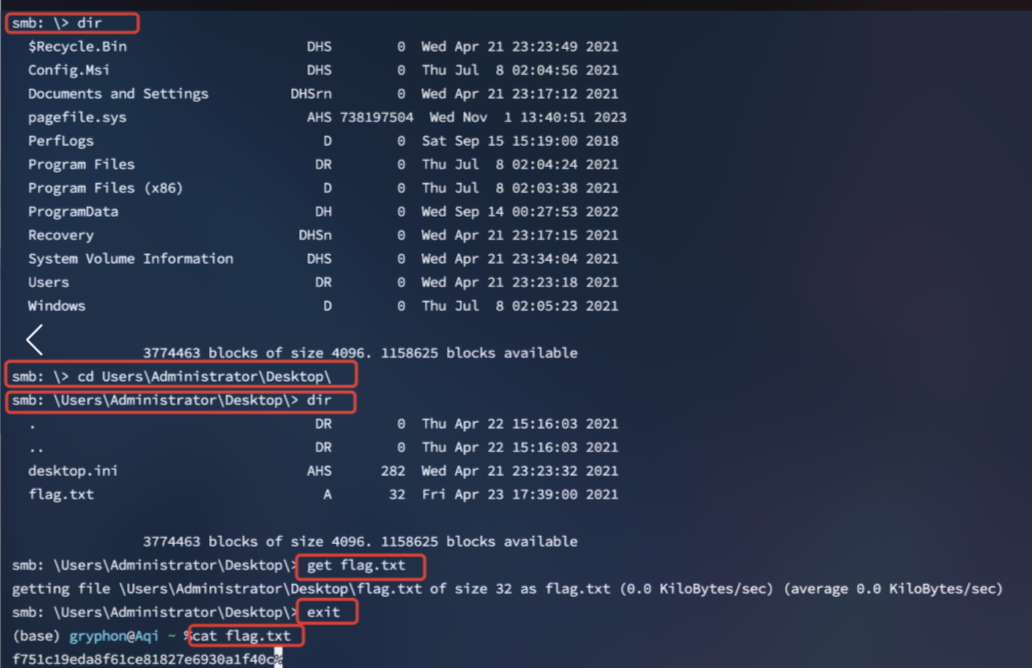 smb: \> dir
$Recycle.Bin DHS 0 Wed Apr 21 23:23:49 2021
Config.Msi DHS 0 Thu Jul 8 02:04:56 2021
Documents and Settings DHSrn 0 Wed Apr 21 23:17:12 2021
pagefile.sys AHS 738197504 Wed Nov 1 13:40:51 2023
PerfLogs D 0 Sat Sep 15 15:19:00 2018
Program Files DR 0 Thu Jul 8 02:04:24 2021
Program Files (x86) D 0 Thu Jul 8 02:03:38 2021
ProgramData DH 0 Wed Sep 14 00:27:53 2022
Recovery DHSn 0 Wed Apr 21 23:17:15 2021
System Volume Information DHS 0 Wed Apr 21 23:34:04 2021
Users DR 0 Wed Apr 21 23:23:18 2021
Windows D 0 Thu Jul 8 02:05:23 2021
3774463 blocks of size 4096. 1158625 blocks available
smb: \> cd Users\Administrator\Desktop\
smb: \Users\Administrator\Desktop\> dir
. DR 0 Thu Apr 22 15:16:03 2021
.. DR 0 Thu Apr 22 15:16:03 2021
desktop.ini AHS 282 Wed Apr 21 23:23:32 2021
flag.txt A 32 Fri Apr 23 17:39:00 2021
3774463 blocks of size 4096. 1158625 blocks available
smb: \Users\Administrator\Desktop\> get flag.txt
getting file \Users\Administrator\Desktop\flag.txt of size 32 as flag.txt (0.0 KiloBytes/sec) (average 0.0 KiloBytes/sec)
smb: \Users\Administrator\Desktop\> exit
(base) gryphon@Aqi ~ %cat flag.txt
f751c19eda8f61ce81827e6930a1f40c%